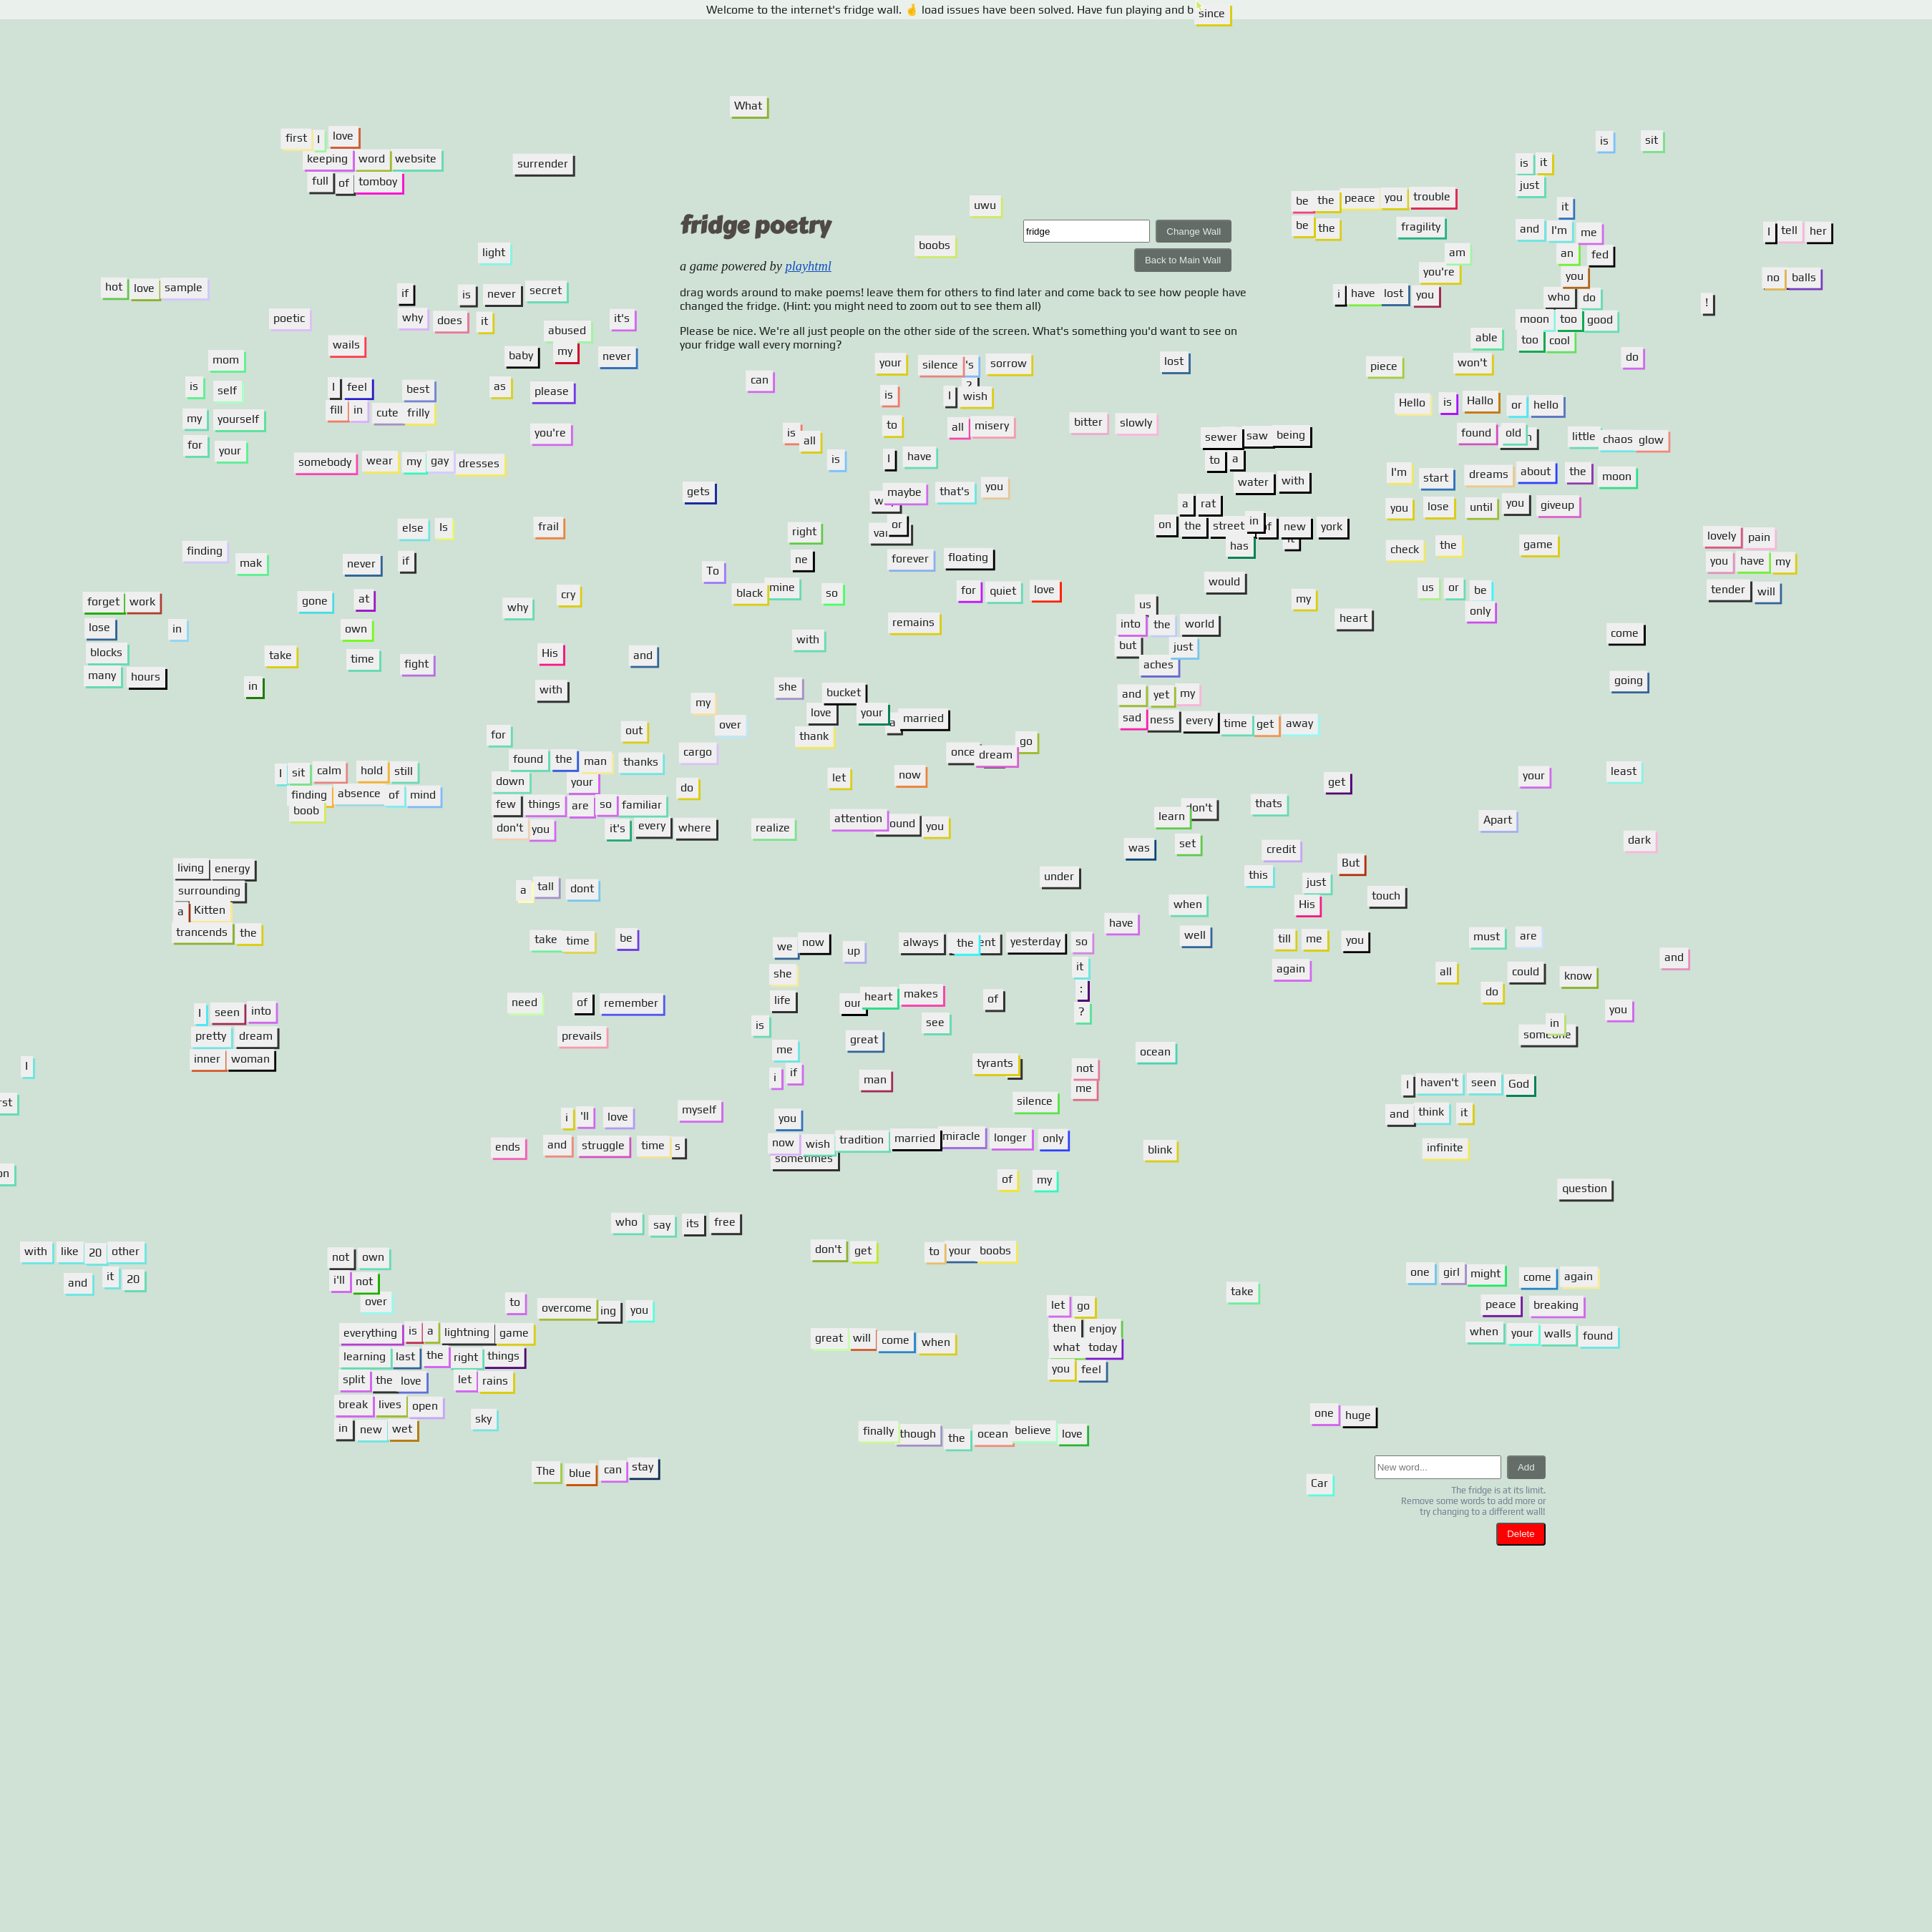 Welcome to the internet's fridge wall. ☝ load issues have been solved. Have fun playing and b
since
What
first I love
keeping word website
full of tomboy
surrender
is sit
is it
just
it
and I'm me
an fed
you
who do
moon too good
too cool
uwu
boobs
be the peace you trouble
be the fragility
am
you're
i have lost you
I tell her
no balls
!
fridge poetry
fridge
Change Wall
Back to Main Wall
a game powered by playhtml
drag words around to make poems! leave them for others to find later and come back to see how people have
changed the fridge. (Hint: you might need to zoom out to see them all)
Please be nice. We're all just people on the other side of the screen. What's something you'd want to see on
your fridge wall every morning?
light
hot love sample
if is never secret
poetic
why does it
it's
abused
wails
baby my never
mom
is self
my yourself
for your
I feel best
fill in cute frilly
as please
you're
somebody wear my gay dresses
can
your silence 's sorrow
?
is I wish
to all misery
is all
is
I have
lost
able
piece won't
do
bitter slowly
Hello is Hallo or hello
found old
little chaos glow
sewer saw being
to a
water with
a rat
on the street in new york
has
I'm start dreams about the moon
you lose until you giveup
check the game
gets
maybe that's you
or
right
ne
forever floating
To
black mine so
for quiet love
remains
with
else Is
frail
finding mak
never if
lovely pain
you have my
tender will
would
us
into the world
but just
aches
my
heart
us or be
only
forget work
lose in
blocks
many hours
gone at
own
take time fight
in
why cry
His and
with
come
going
she
bucket
love your married
thank
my
over
and yet my
sad ness every time get away
for
out
found the man thanks
cargo
down your
do
few things are so familiar
don't you it's every where
once dream go
let now
attention you
realize
I sit calm hold still
finding absence of mind
boob
get
your least
learn
thats
Apart
dark
was set
credit
But
this just
His touch
living energy
surrounding
a Kitten
trancends the
a tall dont
under
when
have
well
till me you
again
must are
and
take time be
we now up
always the yesterday so
it
:
?
she
life
heart makes of
is
see
great
me
all could know
do
in
you
I seen into
pretty dream
inner woman
need of remember
prevails
I
i if man
tyrants
not
me
silence
ocean
I haven't seen God
and think it
infinite
i 'll love myself
ends and struggle time s
you
now wish tradition married miracle longer only
sometimes
of my
blink
question
who say its free
with like 20 other
and it 20
not own
i'll not
over
don't get
to your boobs
one girl might come again
peace breaking
when your walls found
take
to overcome ing you
everything is a lightning game
learning last the right things
split the love let rains
break lives open
in new wet
sky
let go
then enjoy
what today
you feel
great will come when
one huge
finally though the ocean believe love
The blue can stay
Car
New word...
Add
The fridge is at its limit.
Remove some words to add more or
try changing to a different wall!
Delete